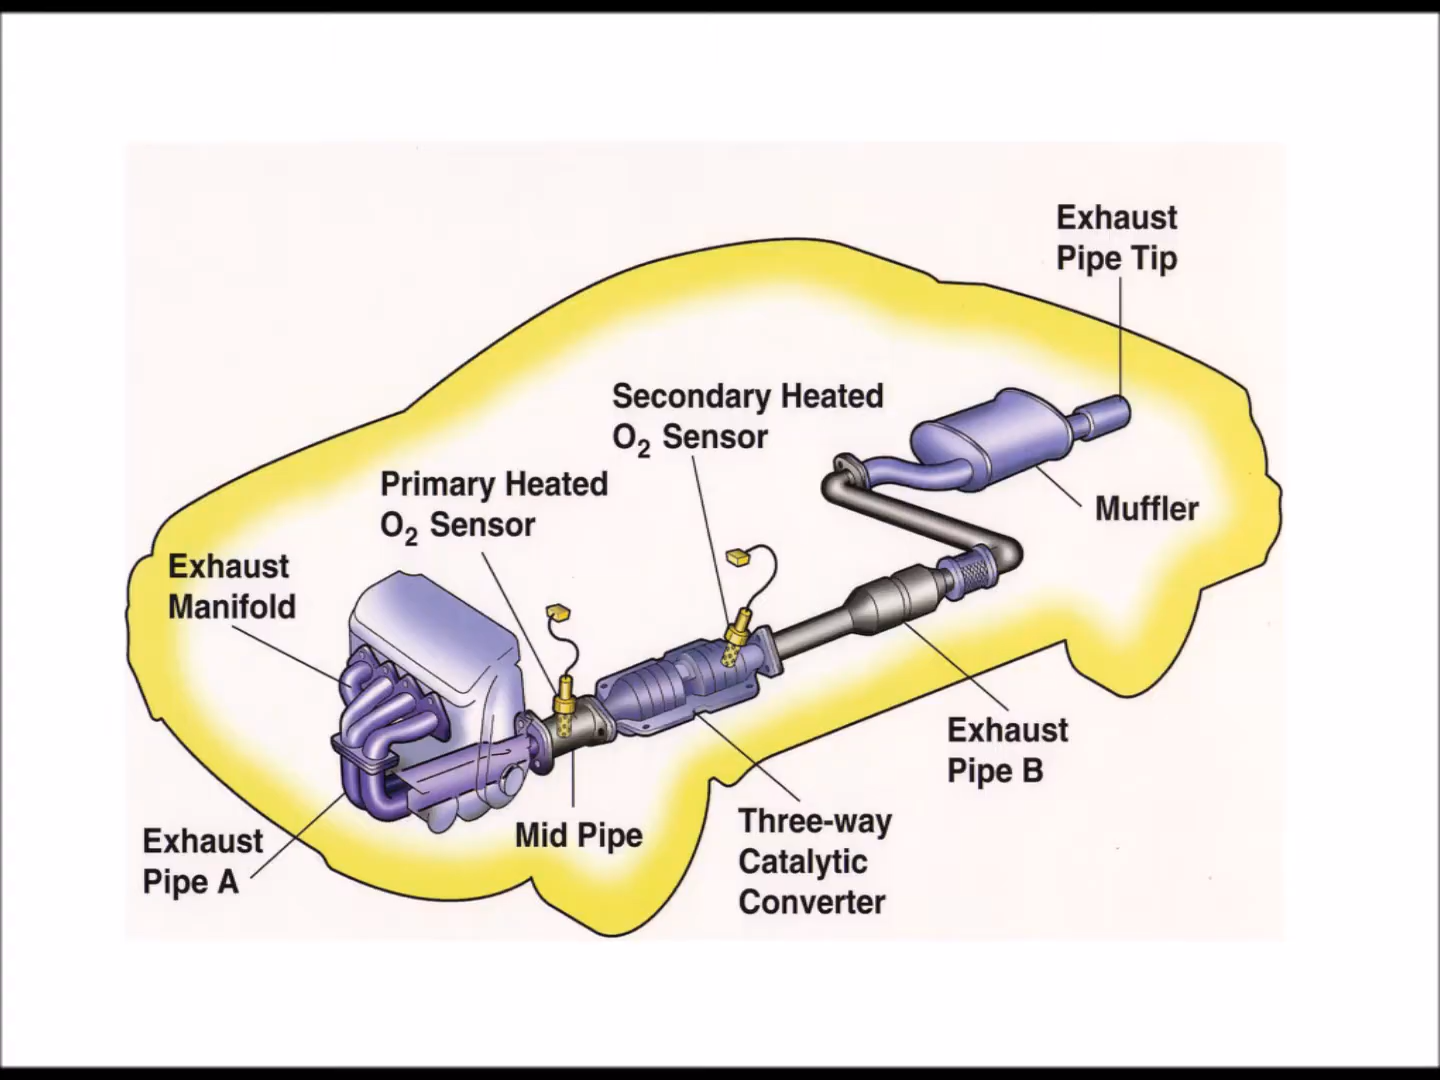 Exhaust
Pipe Tip
Secondary Heated
O₂ Sensor
Primary Heated
O₂ Sensor
Muffler
Exhaust
Manifold
Exhaust
Pipe B
Mid Pipe
Three-way
Catalytic
Converter
Exhaust
Pipe A